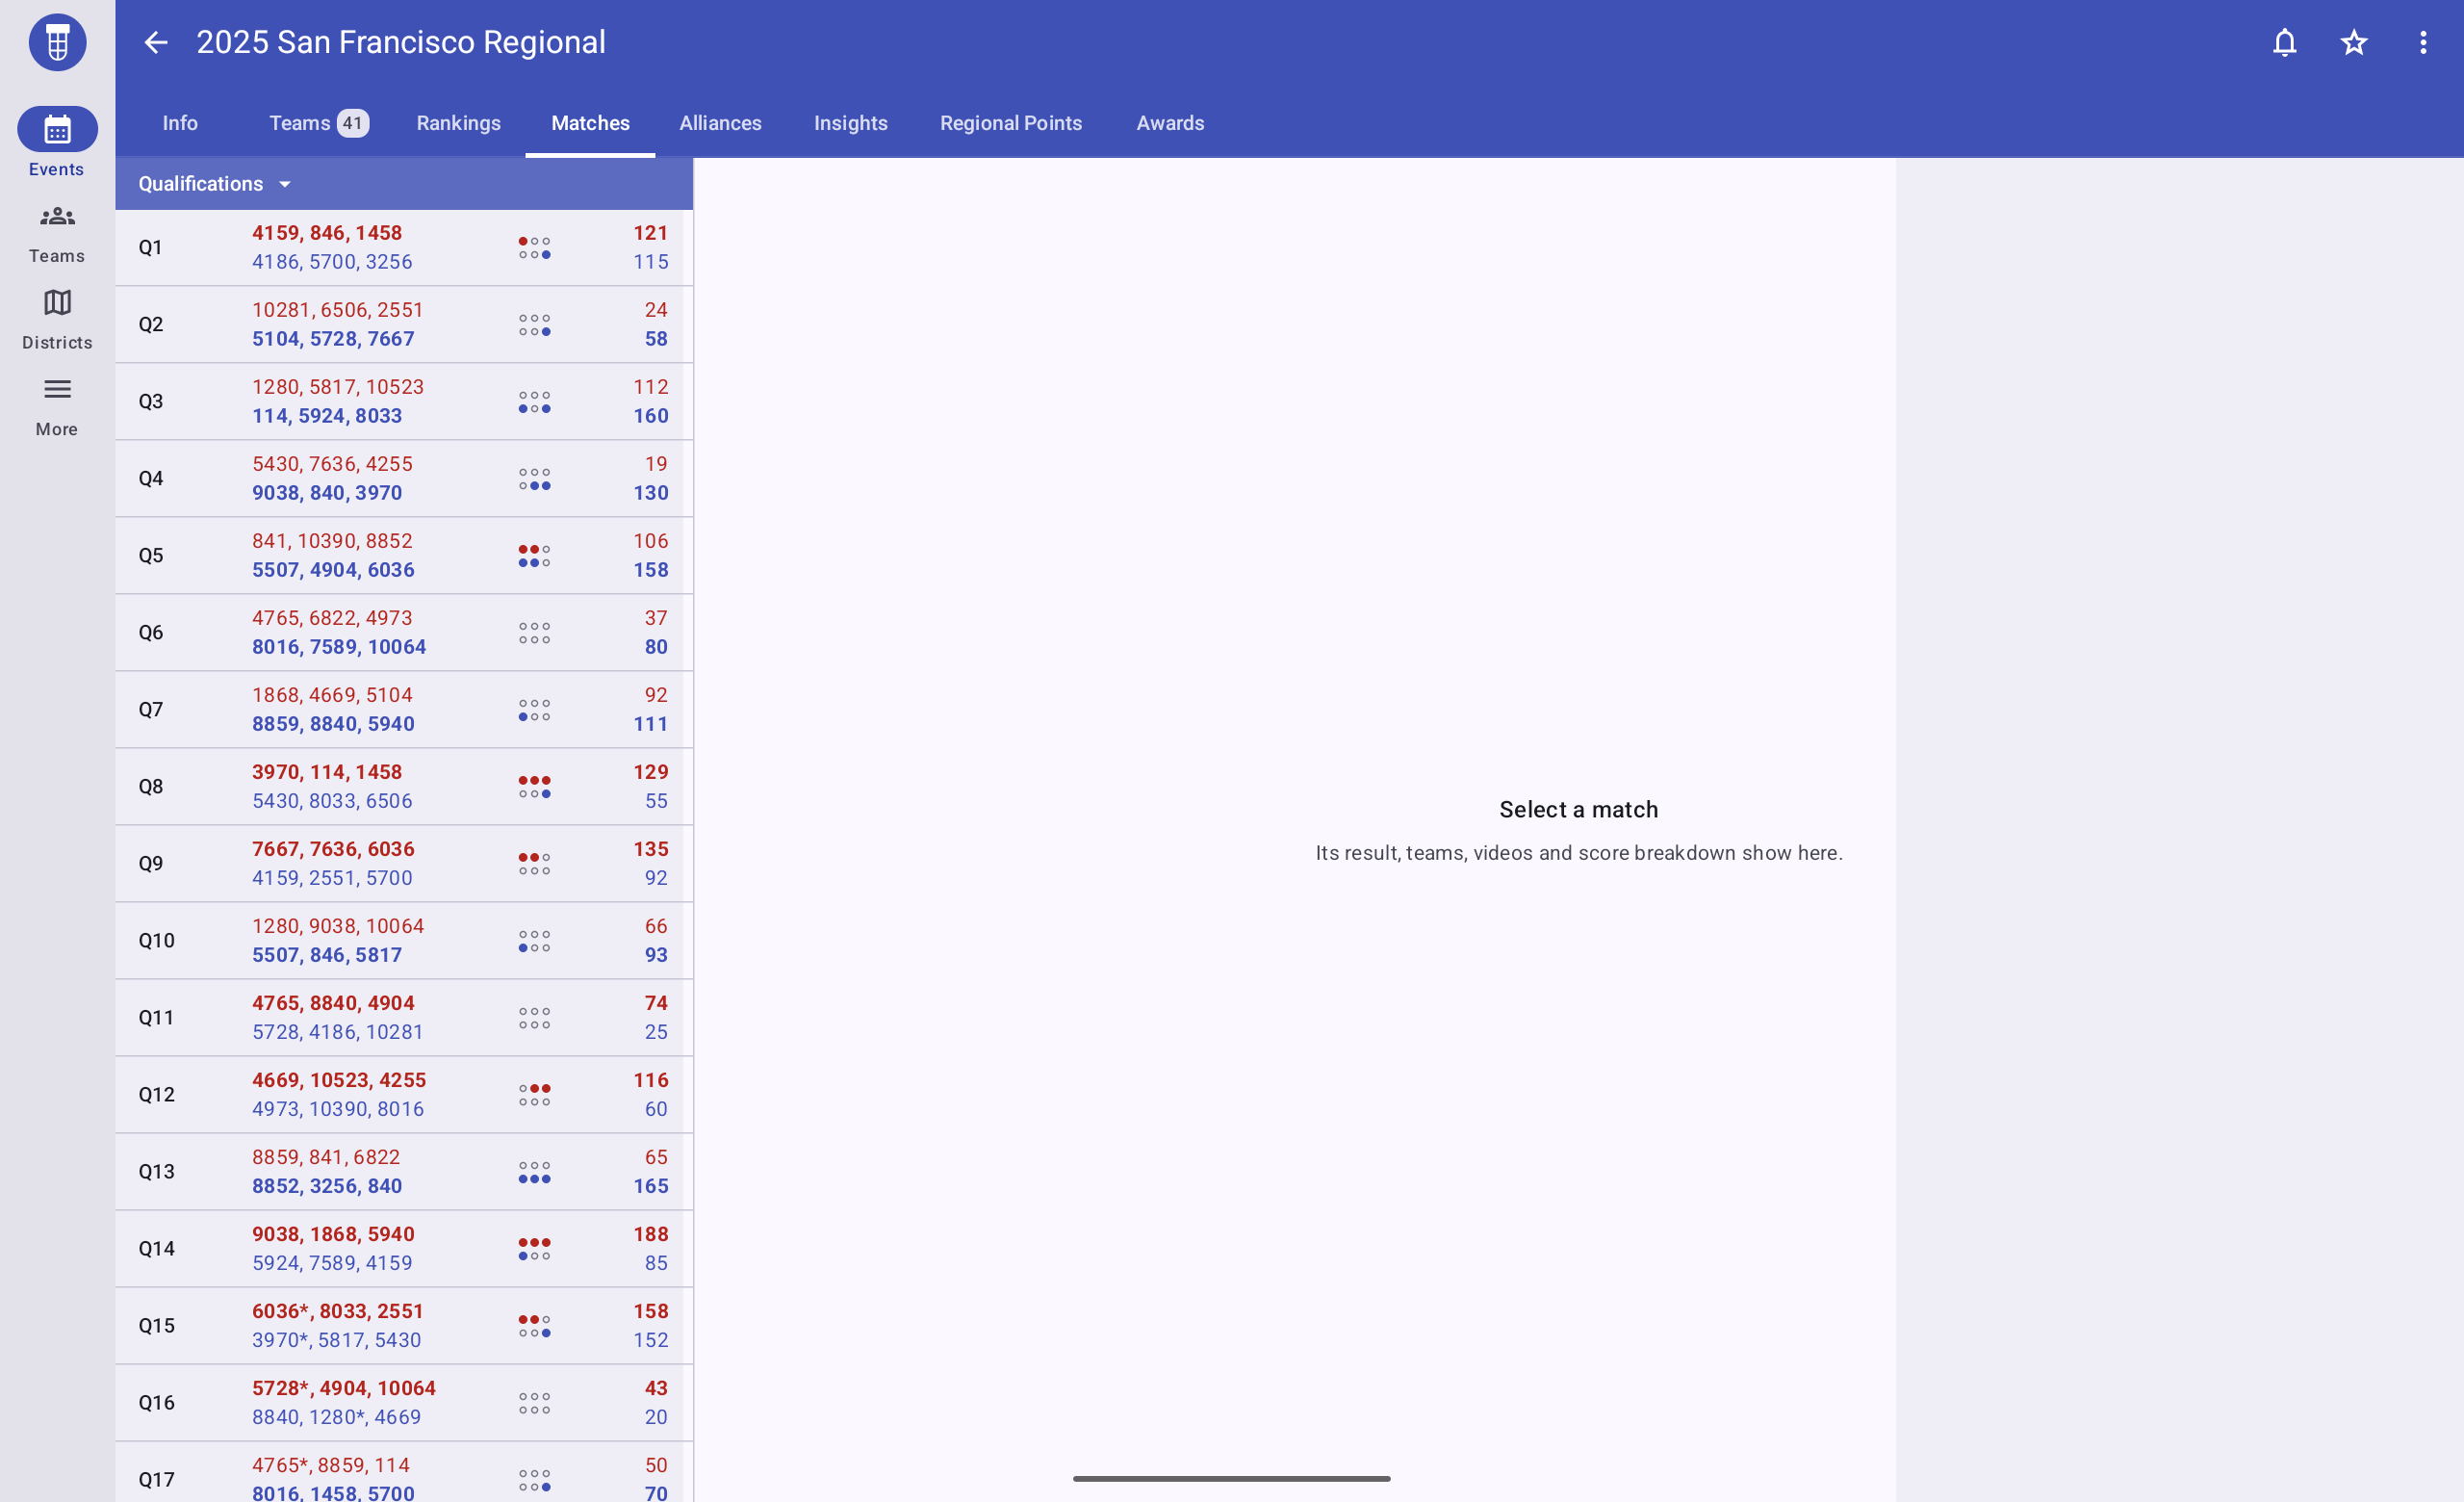 2025 San Francisco Regional
Info
Teams 41
Rankings
Matches
Alliances
Insights
Regional Points
Awards
Events
Teams
Districts
More
Qualifications
Q1
4159, 846, 1458
121
4186, 5700, 3256
115
Q2
10281, 6506, 2551
24
5104, 5728, 7667
58
Q3
1280, 5817, 10523
112
114, 5924, 8033
160
Q4
5430, 7636, 4255
19
9038, 840, 3970
130
Q5
841, 10390, 8852
106
5507, 4904, 6036
158
Q6
4765, 6822, 4973
37
8016, 7589, 10064
80
Q7
1868, 4669, 5104
92
8859, 8840, 5940
111
Q8
3970, 114, 1458
129
5430, 8033, 6506
55
Q9
7667, 7636, 6036
135
4159, 2551, 5700
92
Q10
1280, 9038, 10064
66
5507, 846, 5817
93
Q11
4765, 8840, 4904
74
5728, 4186, 10281
25
Q12
4669, 10523, 4255
116
4973, 10390, 8016
60
Q13
8859, 841, 6822
65
8852, 3256, 840
165
Q14
9038, 1868, 5940
188
5924, 7589, 4159
85
Q15
6036*, 8033, 2551
158
3970*, 5817, 5430
152
Q16
5728*, 4904, 10064
43
8840, 1280*, 4669
20
Q17
4765*, 8859, 114
50
8016, 1458, 5700
70
Select a match
Its result, teams, videos and score breakdown show here.